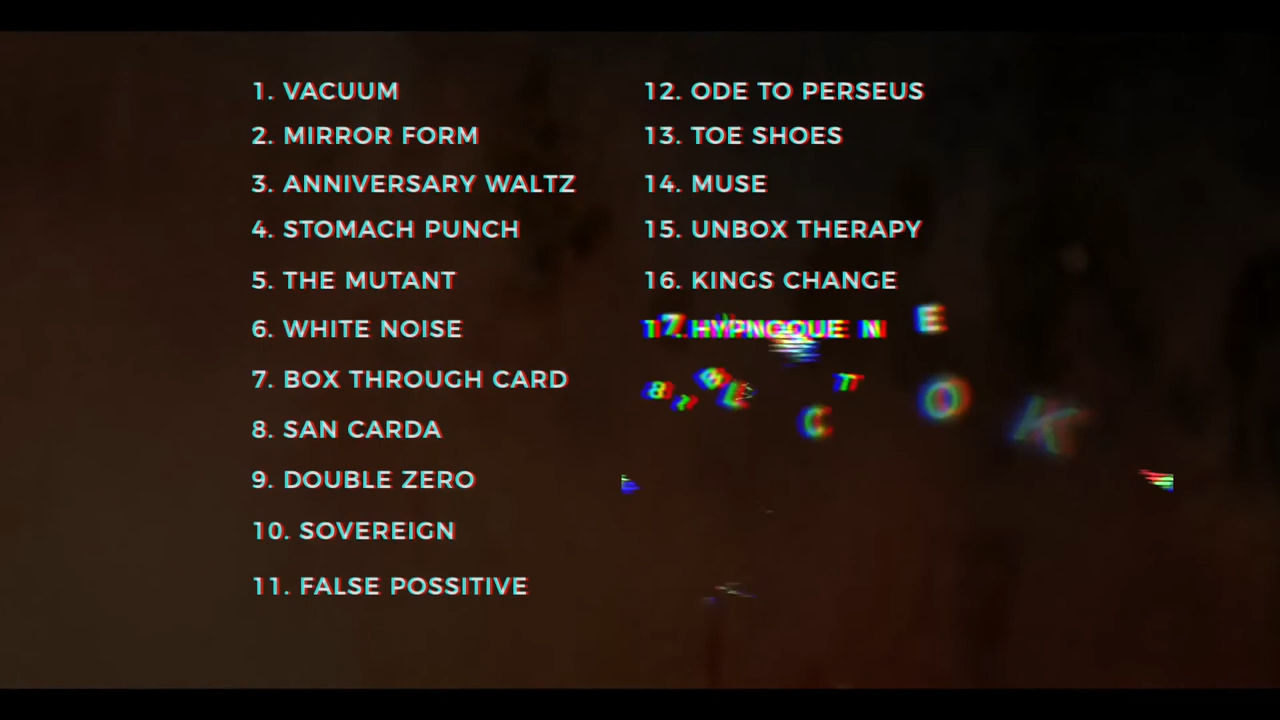 1. VACUUM
2. MIRROR FORM
3. ANNIVERSARY WALTZ
4. STOMACH PUNCH
5. THE MUTANT
6. WHITE NOISE
7. BOX THROUGH CARD
8. SAN CARDA
9. DOUBLE ZERO
10. SOVEREIGN
11. FALSE POSSITIVE
12. ODE TO PERSEUS
13. TOE SHOES
14. MUSE
15. UNBOX THERAPY
16. KINGS CHANGE
17.